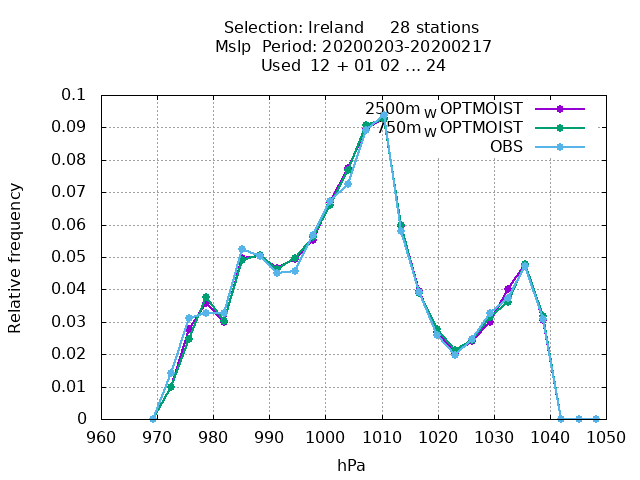 Selection: Ireland 28 stations
Mslp Period: 20200203-20200217
Used 12 + 01 02 ... 24
0.1
0.09
0.08
0.07
0.06
0.05
0.04
0.03
0.02
0.01
0
Relative frequency
2500m_W OPTMOIST
750m_W OPTMOIST
OBS
960 970 980 990 1000 1010 1020 1030 1040 1050
hPa